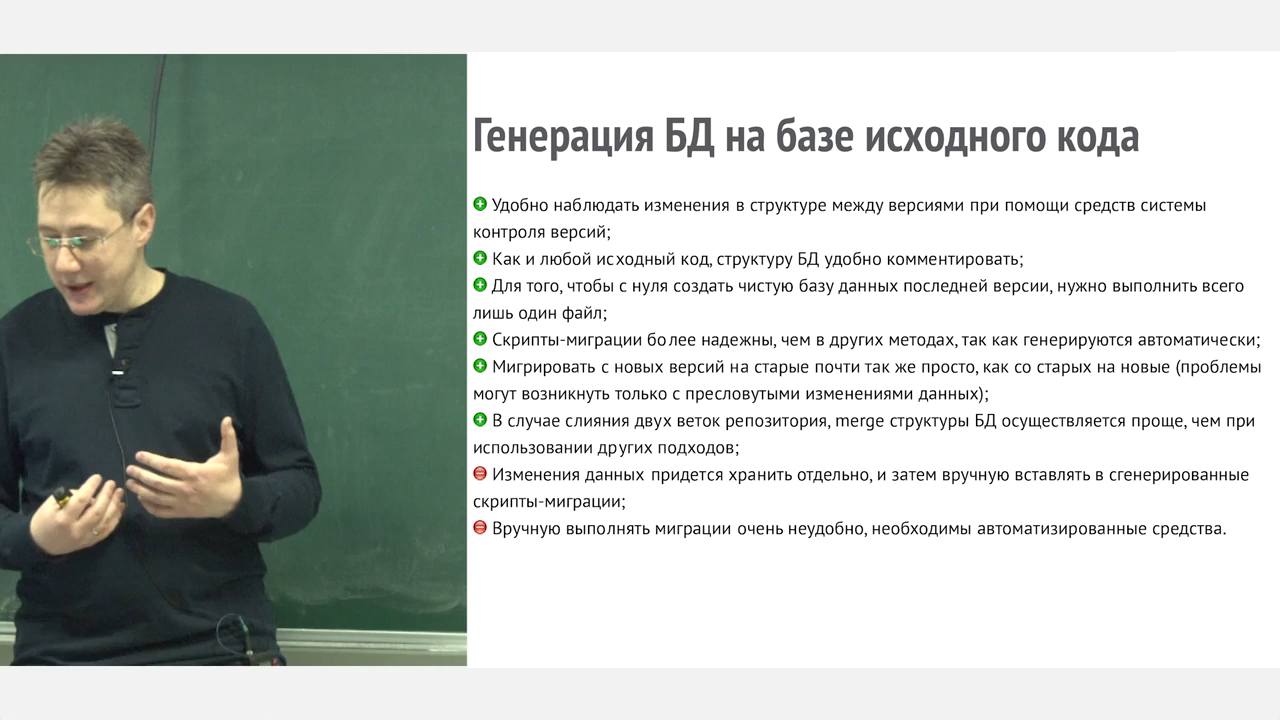 Генерация БД на базе исходного кода
Удобно наблюдать изменения в структуре между версиями при помощи средств системы
контроля версий;
Как и любой исходный код, структуру БД удобно комментировать;
Для того, чтобы с нуля создать чистую базу данных последней версии, нужно выполнить всего
лишь один файл;
Скрипты-миграции более надежны, чем в других методах, так как генерируются автоматически;
Мигрировать с новых версий на старые почти так же просто, как со старых на новые (проблемы
могут возникнуть только с пресловутыми изменениями данных);
В случае слияния двух веток репозитория, merge структуры БД осуществляется проще, чем при
использовании других подходов;
Изменения данных придется хранить отдельно, и затем вручную вставлять в сгенерированные
скрипты-миграции;
Вручную выполнять миграции очень неудобно, необходимы автоматизированные средства.